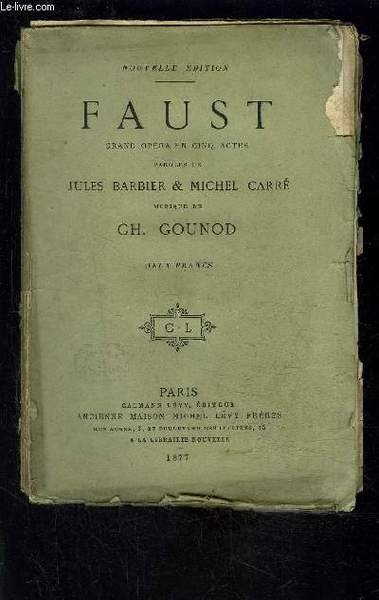 NOUVELLE EDITION
FAUST
GRAND OPÉRA EN CINQ ACTES
PAROLES DE
JULES BARBIER & MICHEL CARRÉ
MUSIQUE DE
CH. GOUNOD
DEUX FRANCS
C · L
PARIS
CALMANN LÉVY, ÉDITEUR
ANCIENNE MAISON MICHEL LÉVY FRÈRES
RUE AUBER, 3, ET BOULEVARD DES ITALIENS, 15
A LA LIBRAIRIE NOUVELLE
1877
© le-livre.com